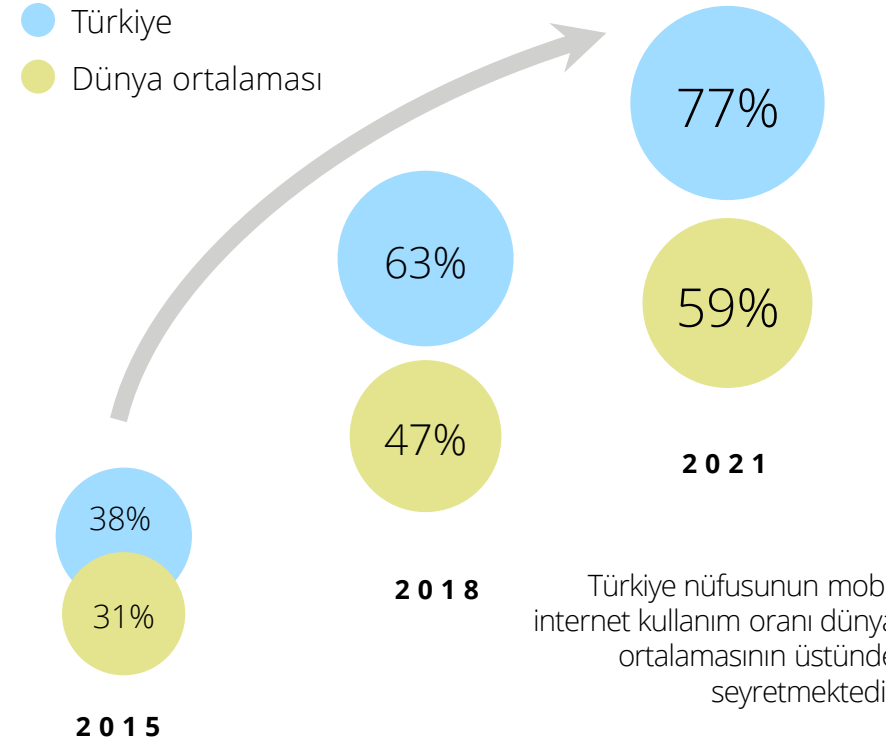 Türkiye
Dünya ortalaması
77%
63%
59%
47%
2021
38%
31%
2018
2015
Türkiye nüfusunun mob
internet kullanım oranı dünya
ortalamasının üstünde
seyretmektedi